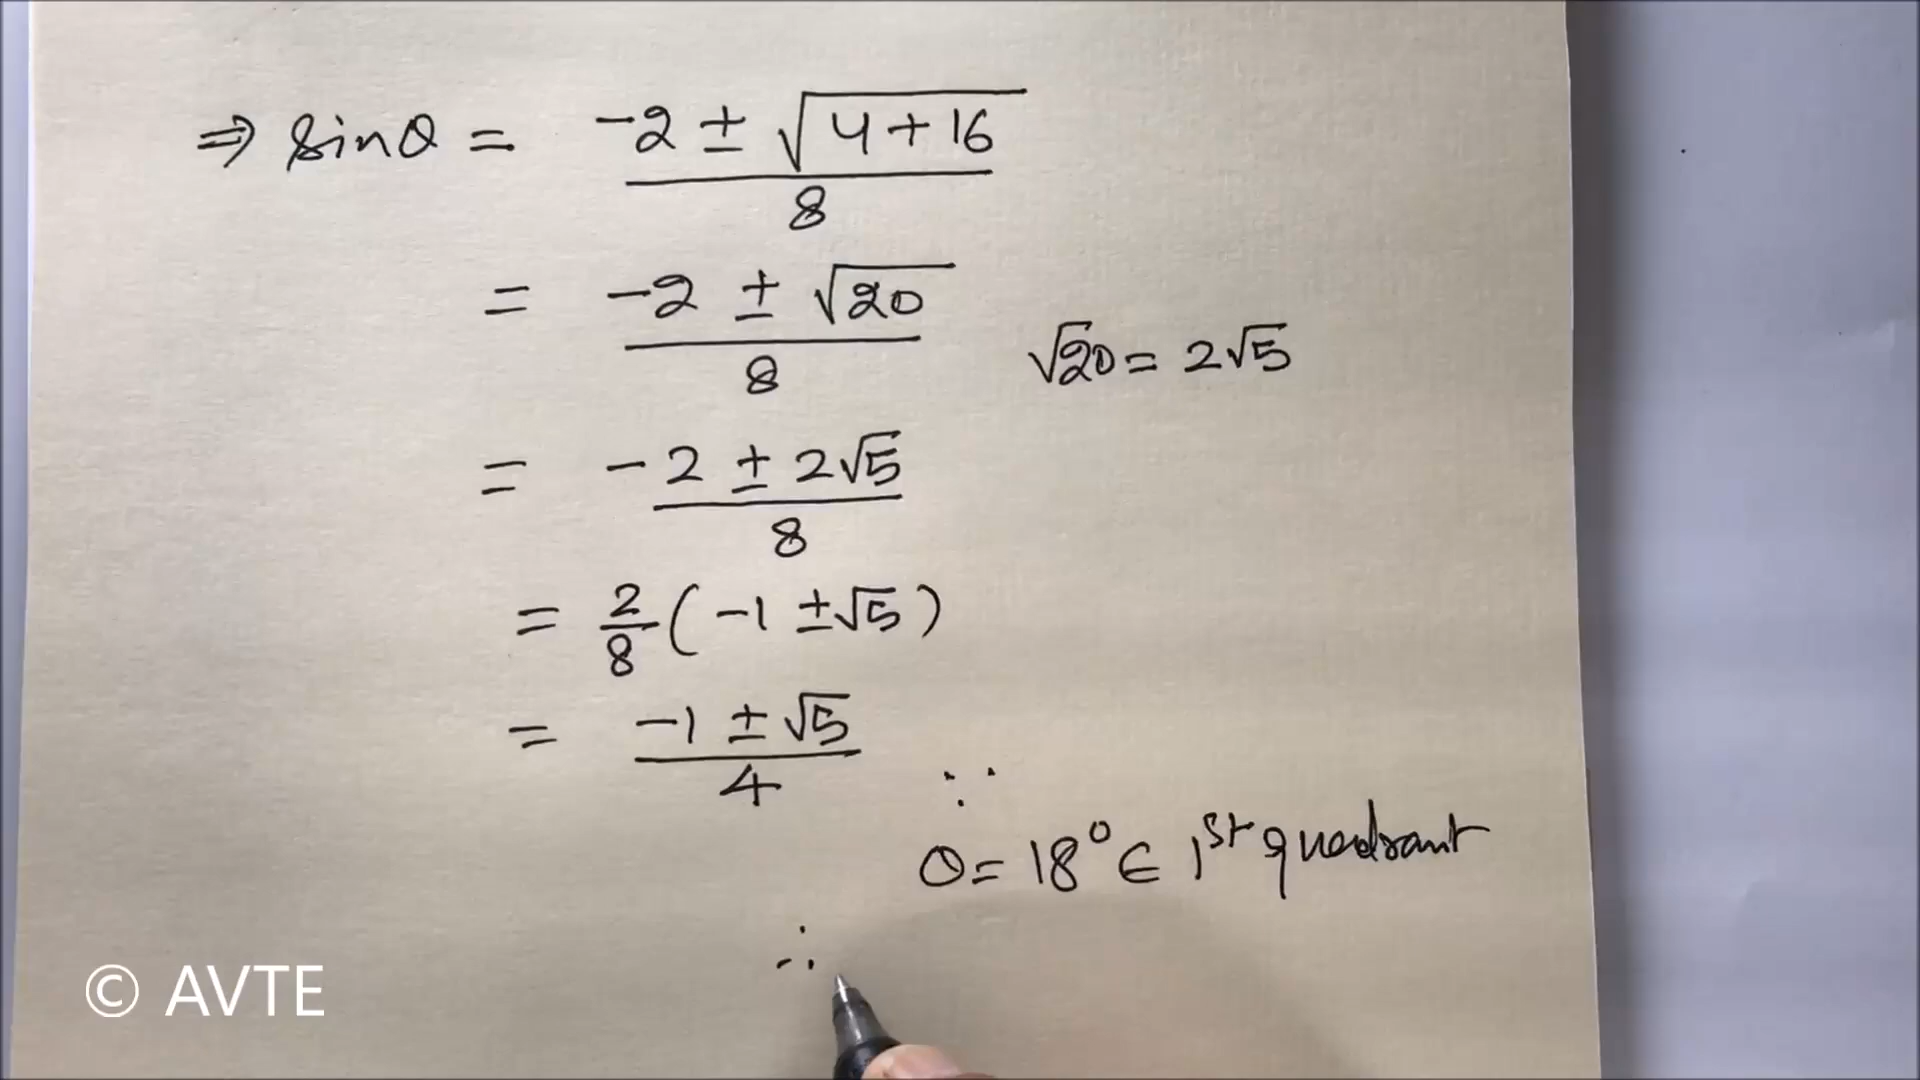 ⇒ sinθ = (-2 ± √(4+16))/8
= (-2 ± √20)/8
√20 = 2√5
= (-2 ± 2√5)/8
= 2/8 (-1 ± √5)
= (-1 ± √5)/4
∵
θ = 18° ∈ 1st quadrant
∴
© AVTE